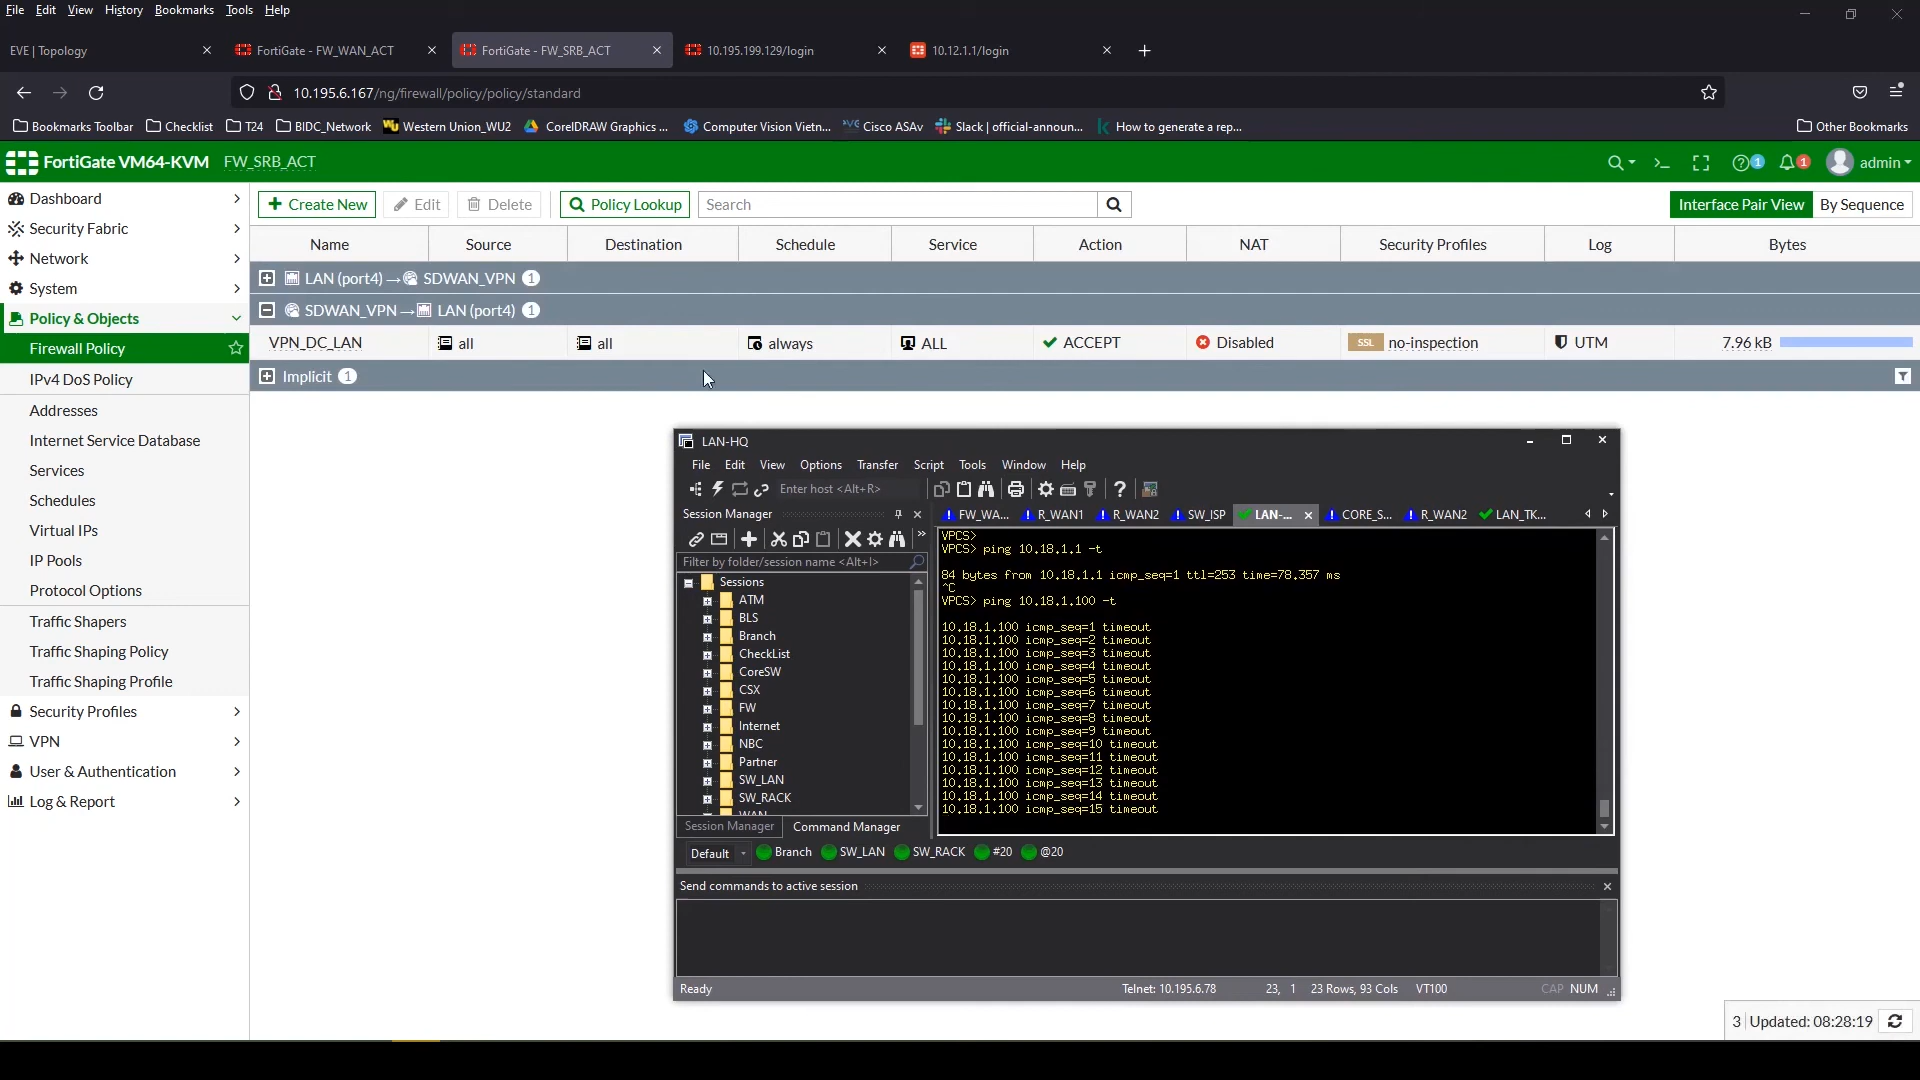 File Edit View History Bookmarks Tools Help
EVE | Topology
FortiGate - FW_WAN_ACT
FortiGate - FW_SRB_ACT
10.195.199.129/login
10.12.1.1/login
10.195.6.167/ng/firewall/policy/policy/standard
Bookmarks Toolbar Checklist T24 BIDC_Network Western Union_WU2 CorelDRAW Graphics ... Computer Vision Vietn... Cisco ASAv Slack | official-announ... How to generate a rep... Other Bookmarks
FortiGate VM64-KVM FW_SRB_ACT 1 1 admin
Dashboard
Security Fabric
Network
System
Policy & Objects
Firewall Policy
IPv4 DoS Policy
Addresses
Internet Service Database
Services
Schedules
Virtual IPs
IP Pools
Protocol Options
Traffic Shapers
Traffic Shaping Policy
Traffic Shaping Profile
Security Profiles
VPN
User & Authentication
Log & Report
Create New Edit Delete Policy Lookup Search Interface Pair View By Sequence
Name Source Destination Schedule Service Action NAT Security Profiles Log Bytes
LAN (port4) → SDWAN_VPN 1
SDWAN_VPN → LAN (port4) 1
VPN_DC_LAN all all always ALL ACCEPT Disabled SSL no-inspection UTM 7.96 kB
Implicit 1
LAN-HQ
File Edit View Options Transfer Script Tools Window Help
Enter host <Alt+R>
Session Manager
Filter by folder/session name <Alt+I>
Sessions
ATM
BLS
Branch
CheckList
CoreSW
CSX
FW
Internet
NBC
Partner
SW_LAN
SW_RACK
WAN
Session Manager Command Manager
FW_WA... R_WAN1 R_WAN2 SW_ISP LAN-... CORE_S... R_WAN2 LAN_TK...
VPCS>
VPCS> ping 10.18.1.1 -t
84 bytes from 10.18.1.1 icmp_seq=1 ttl=253 time=78.357 ms
^C
VPCS> ping 10.18.1.100 -t
10.18.1.100 icmp_seq=1 timeout
10.18.1.100 icmp_seq=2 timeout
10.18.1.100 icmp_seq=3 timeout
10.18.1.100 icmp_seq=4 timeout
10.18.1.100 icmp_seq=5 timeout
10.18.1.100 icmp_seq=6 timeout
10.18.1.100 icmp_seq=7 timeout
10.18.1.100 icmp_seq=8 timeout
10.18.1.100 icmp_seq=9 timeout
10.18.1.100 icmp_seq=10 timeout
10.18.1.100 icmp_seq=11 timeout
10.18.1.100 icmp_seq=12 timeout
10.18.1.100 icmp_seq=13 timeout
10.18.1.100 icmp_seq=14 timeout
10.18.1.100 icmp_seq=15 timeout
Default Branch SW_LAN SW_RACK #20 @20
Send commands to active session
Ready Telnet: 10.195.6.78 23, 1 23 Rows, 93 Cols VT100 CAP NUM
3 Updated: 08:28:19